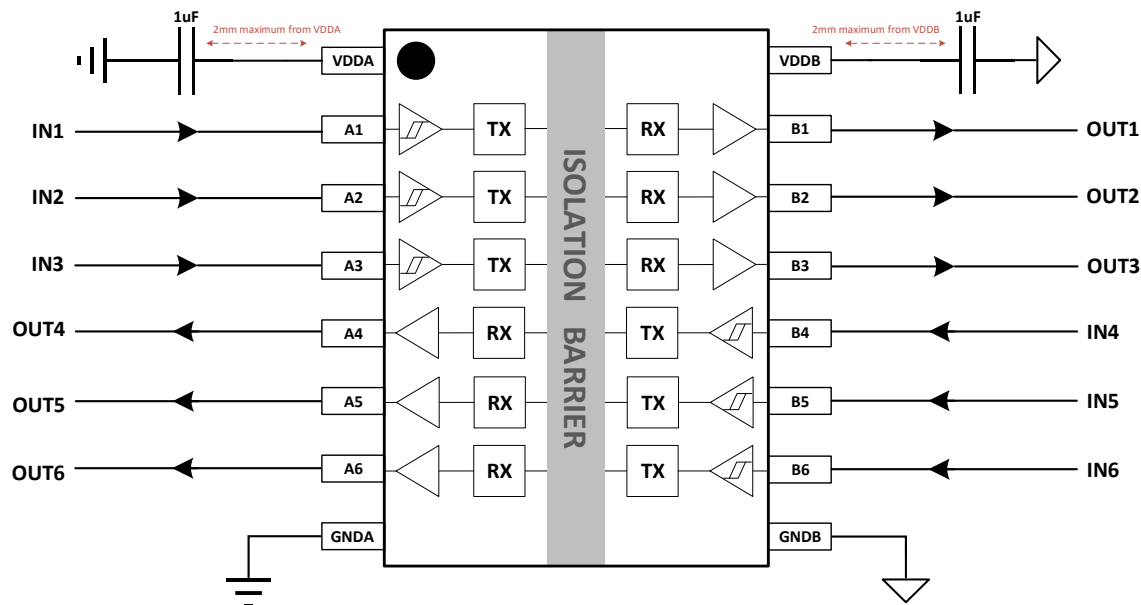 1uF 1uF
2mm maximum from VDDA 2mm maximum from VDDB
VDDA VDDB
IN1 A1 TX RX B1 OUT1
IN2 A2 TX RX B2 OUT2
IN3 A3 TX RX B3 OUT3
OUT4 A4 RX TX B4 IN4
OUT5 A5 RX TX B5 IN5
OUT6 A6 RX TX B6 IN6
GNDA GNDB
ISOLATION BARRIER